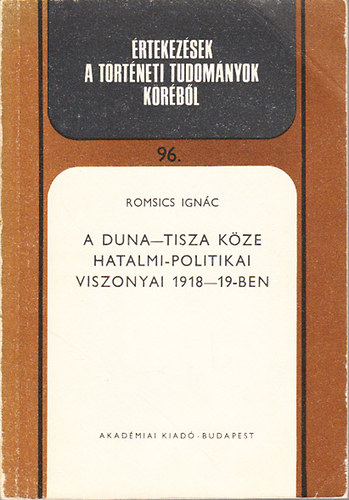 ÉRTEKEZÉSEK
A TÖRTÉNETI TUDOMÁNYOK
KÖRÉBŐL
96.
ROMSICS IGNÁC
A DUNA—TISZA KÖZE
HATALMI-POLITIKAI
VISZONYAI 1918—19-BEN
AKADÉMIAI KIADÓ · BUDAPEST